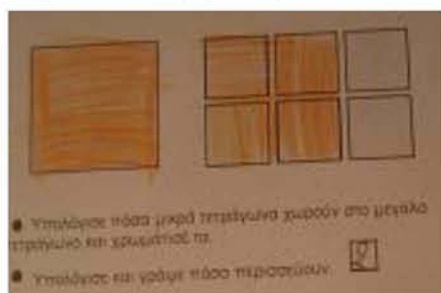 ● Υπολόγισε πόσα μικρά τετράγωνα χωρούν στο μεγάλο
τετράγωνο και χρωμάτισέ τα.
● Υπολόγισε και γράψε πόσα περισσεύουν.